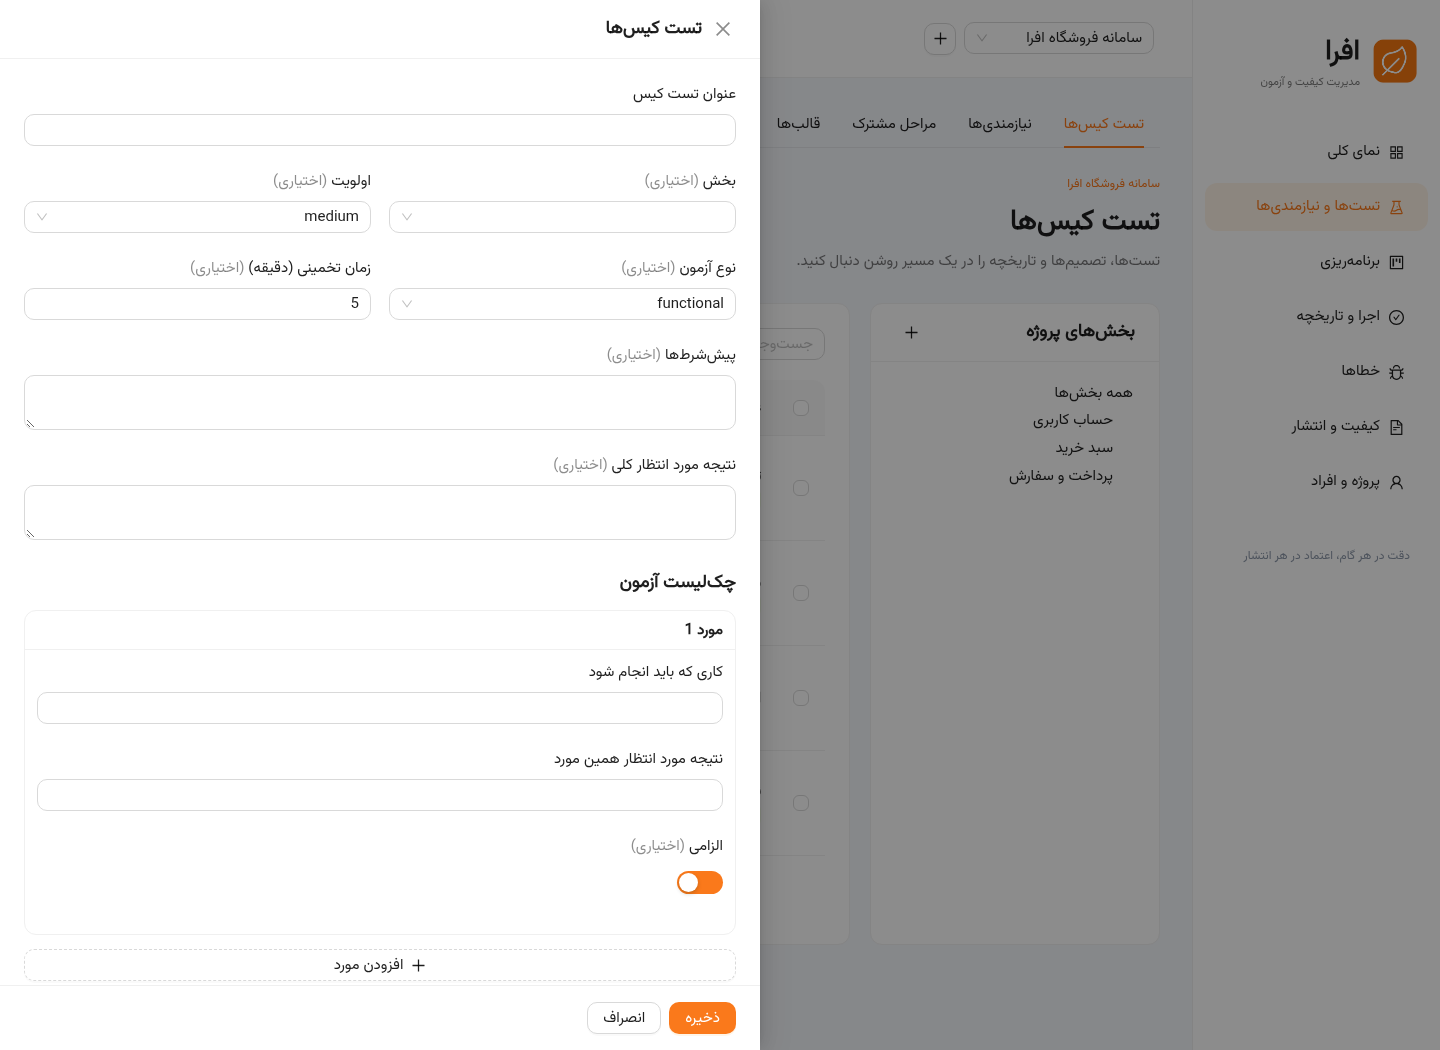 تست کیس‌ها
عنوان تست کیس
بخش (اختیاری)
اولویت (اختیاری)
medium
نوع آزمون (اختیاری)
زمان تخمینی (دقیقه) (اختیاری)
functional
5
پیش‌شرط‌ها (اختیاری)
نتیجه مورد انتظار کلی (اختیاری)
چک‌لیست آزمون
مورد 1
کاری که باید انجام شود
نتیجه مورد انتظار همین مورد
الزامی (اختیاری)
افزودن مورد
ذخیره
انصراف
افرا
مدیریت کیفیت و آزمون
نمای کلی
تست‌ها و نیازمندی‌ها
برنامه‌ریزی
اجرا و تاریخچه
خطاها
کیفیت و انتشار
پروژه و افراد
دقت در هر گام، اعتماد در هر انتشار
سامانه فروشگاه افرا
تست کیس‌ها
نیازمندی‌ها
مراحل مشترک
قالب‌ها
سامانه فروشگاه افرا
تست کیس‌ها
تست‌ها، تصمیم‌ها و تاریخچه را در یک مسیر روشن دنبال کنید.
بخش‌های پروژه
همه بخش‌ها
حساب کاربری
سبد خرید
پرداخت و سفارش